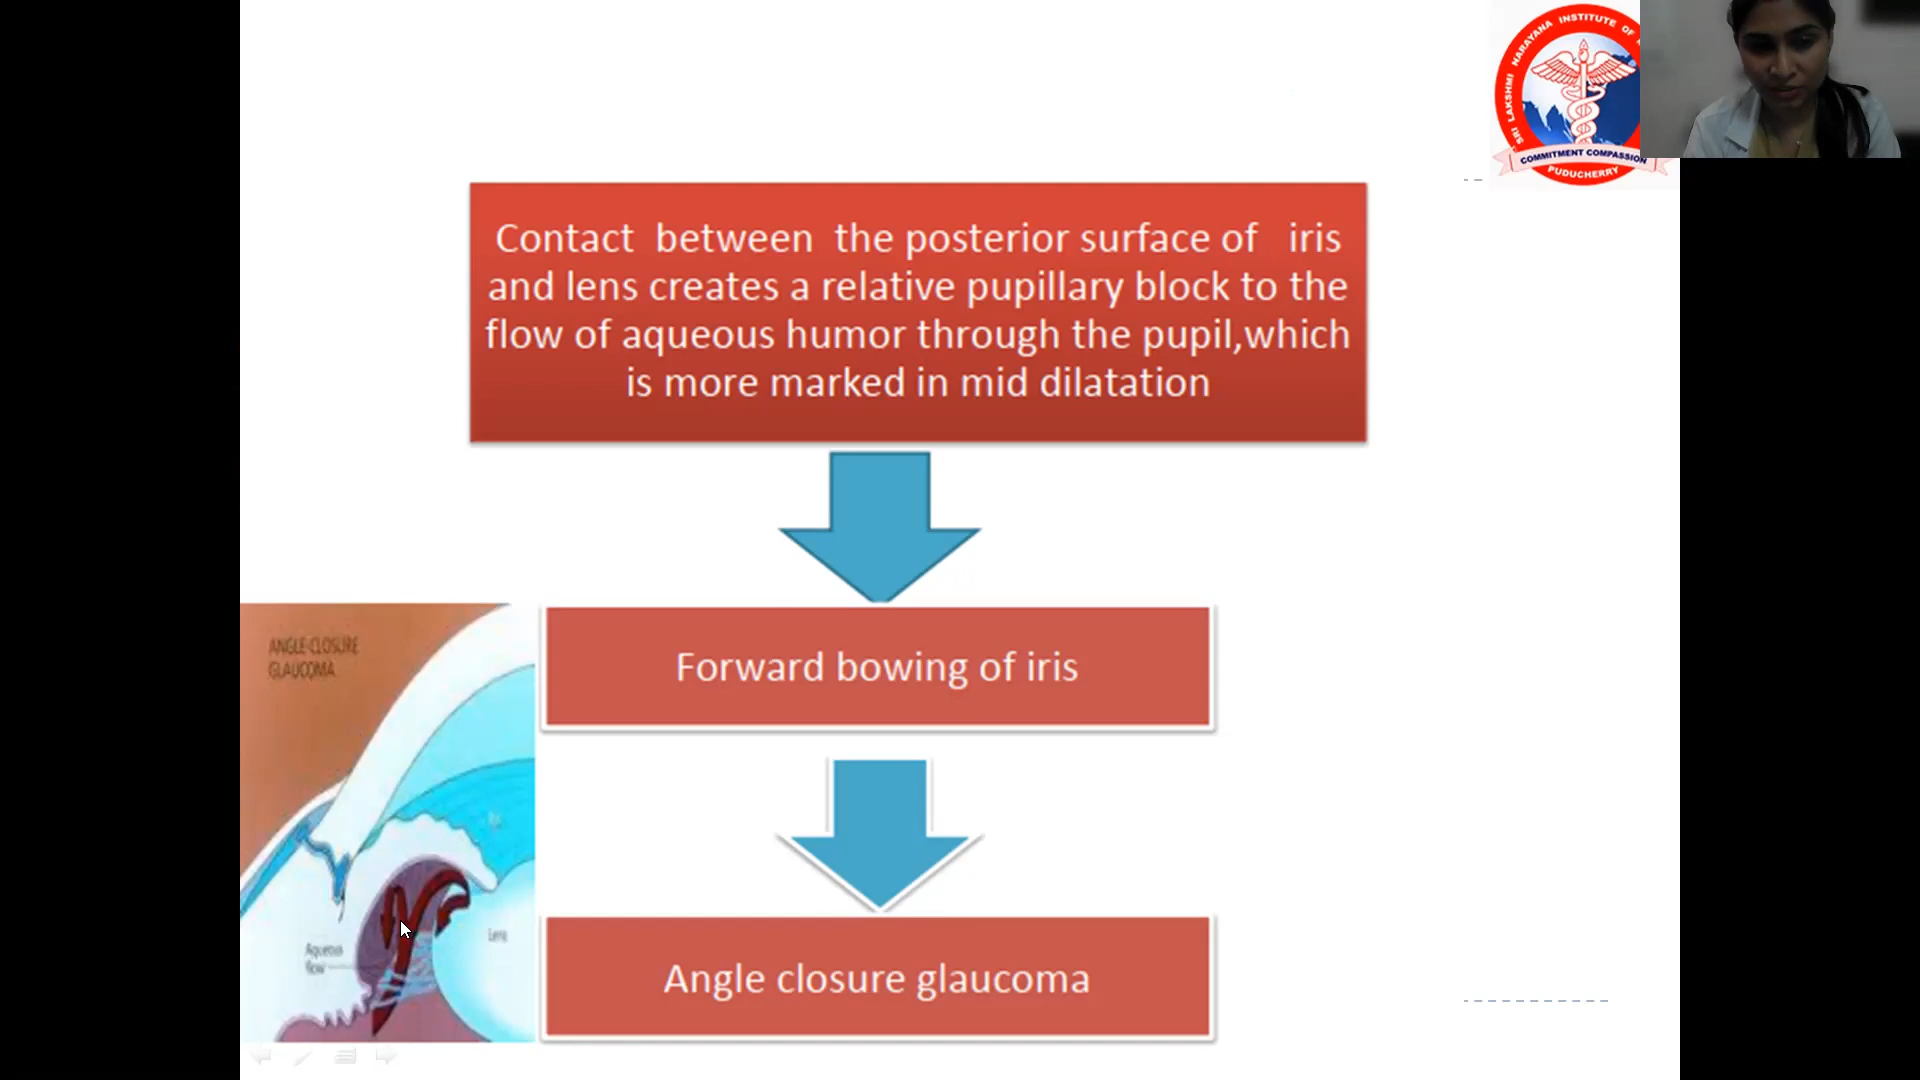 SRI LAKSHMI NARAYANA INSTITUTE OF
COMMITMENT COMPASSION
PUDUCHERRY
Contact between the posterior surface of iris
and lens creates a relative pupillary block to the
flow of aqueous humor through the pupil,which
is more marked in mid dilatation
Forward bowing of iris
ANGLE-CLOSURE
GLAUCOMA
Aqueous
flow
Lens
Angle closure glaucoma